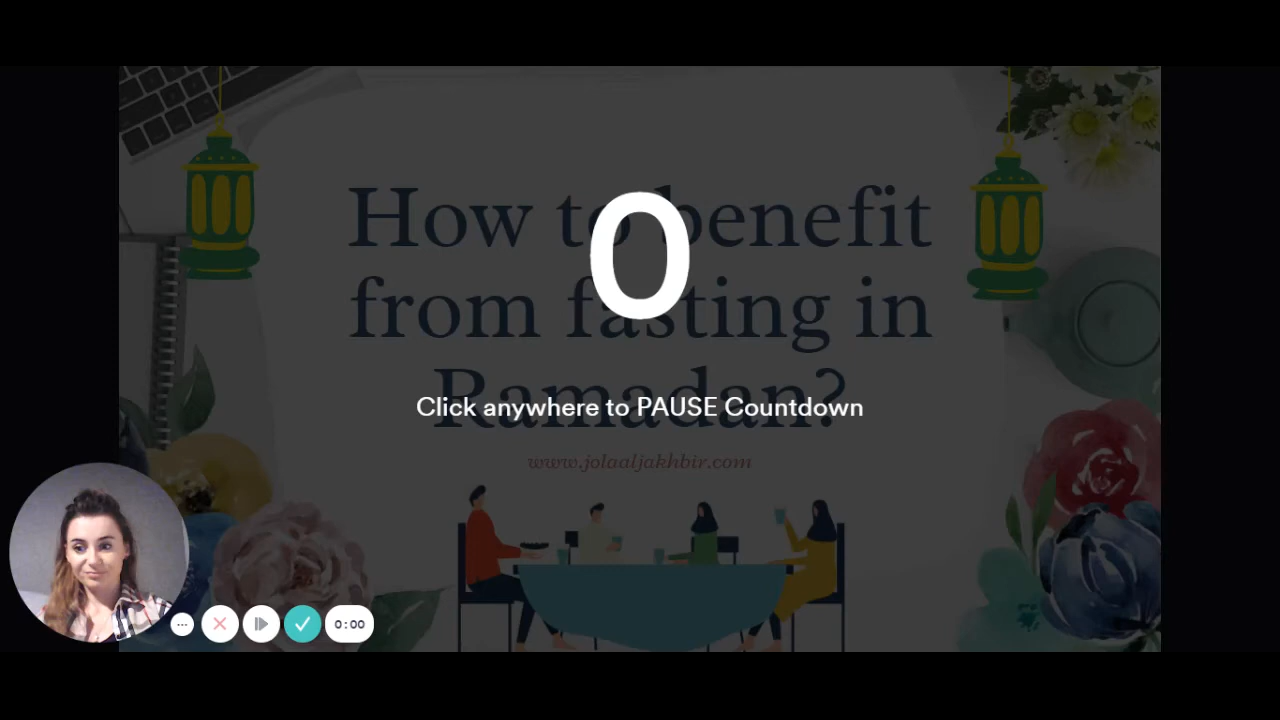 How to benefit
from fasting in
Ramadan?
0
Click anywhere to PAUSE Countdown
www.jolaaljakhbir.com
0:00